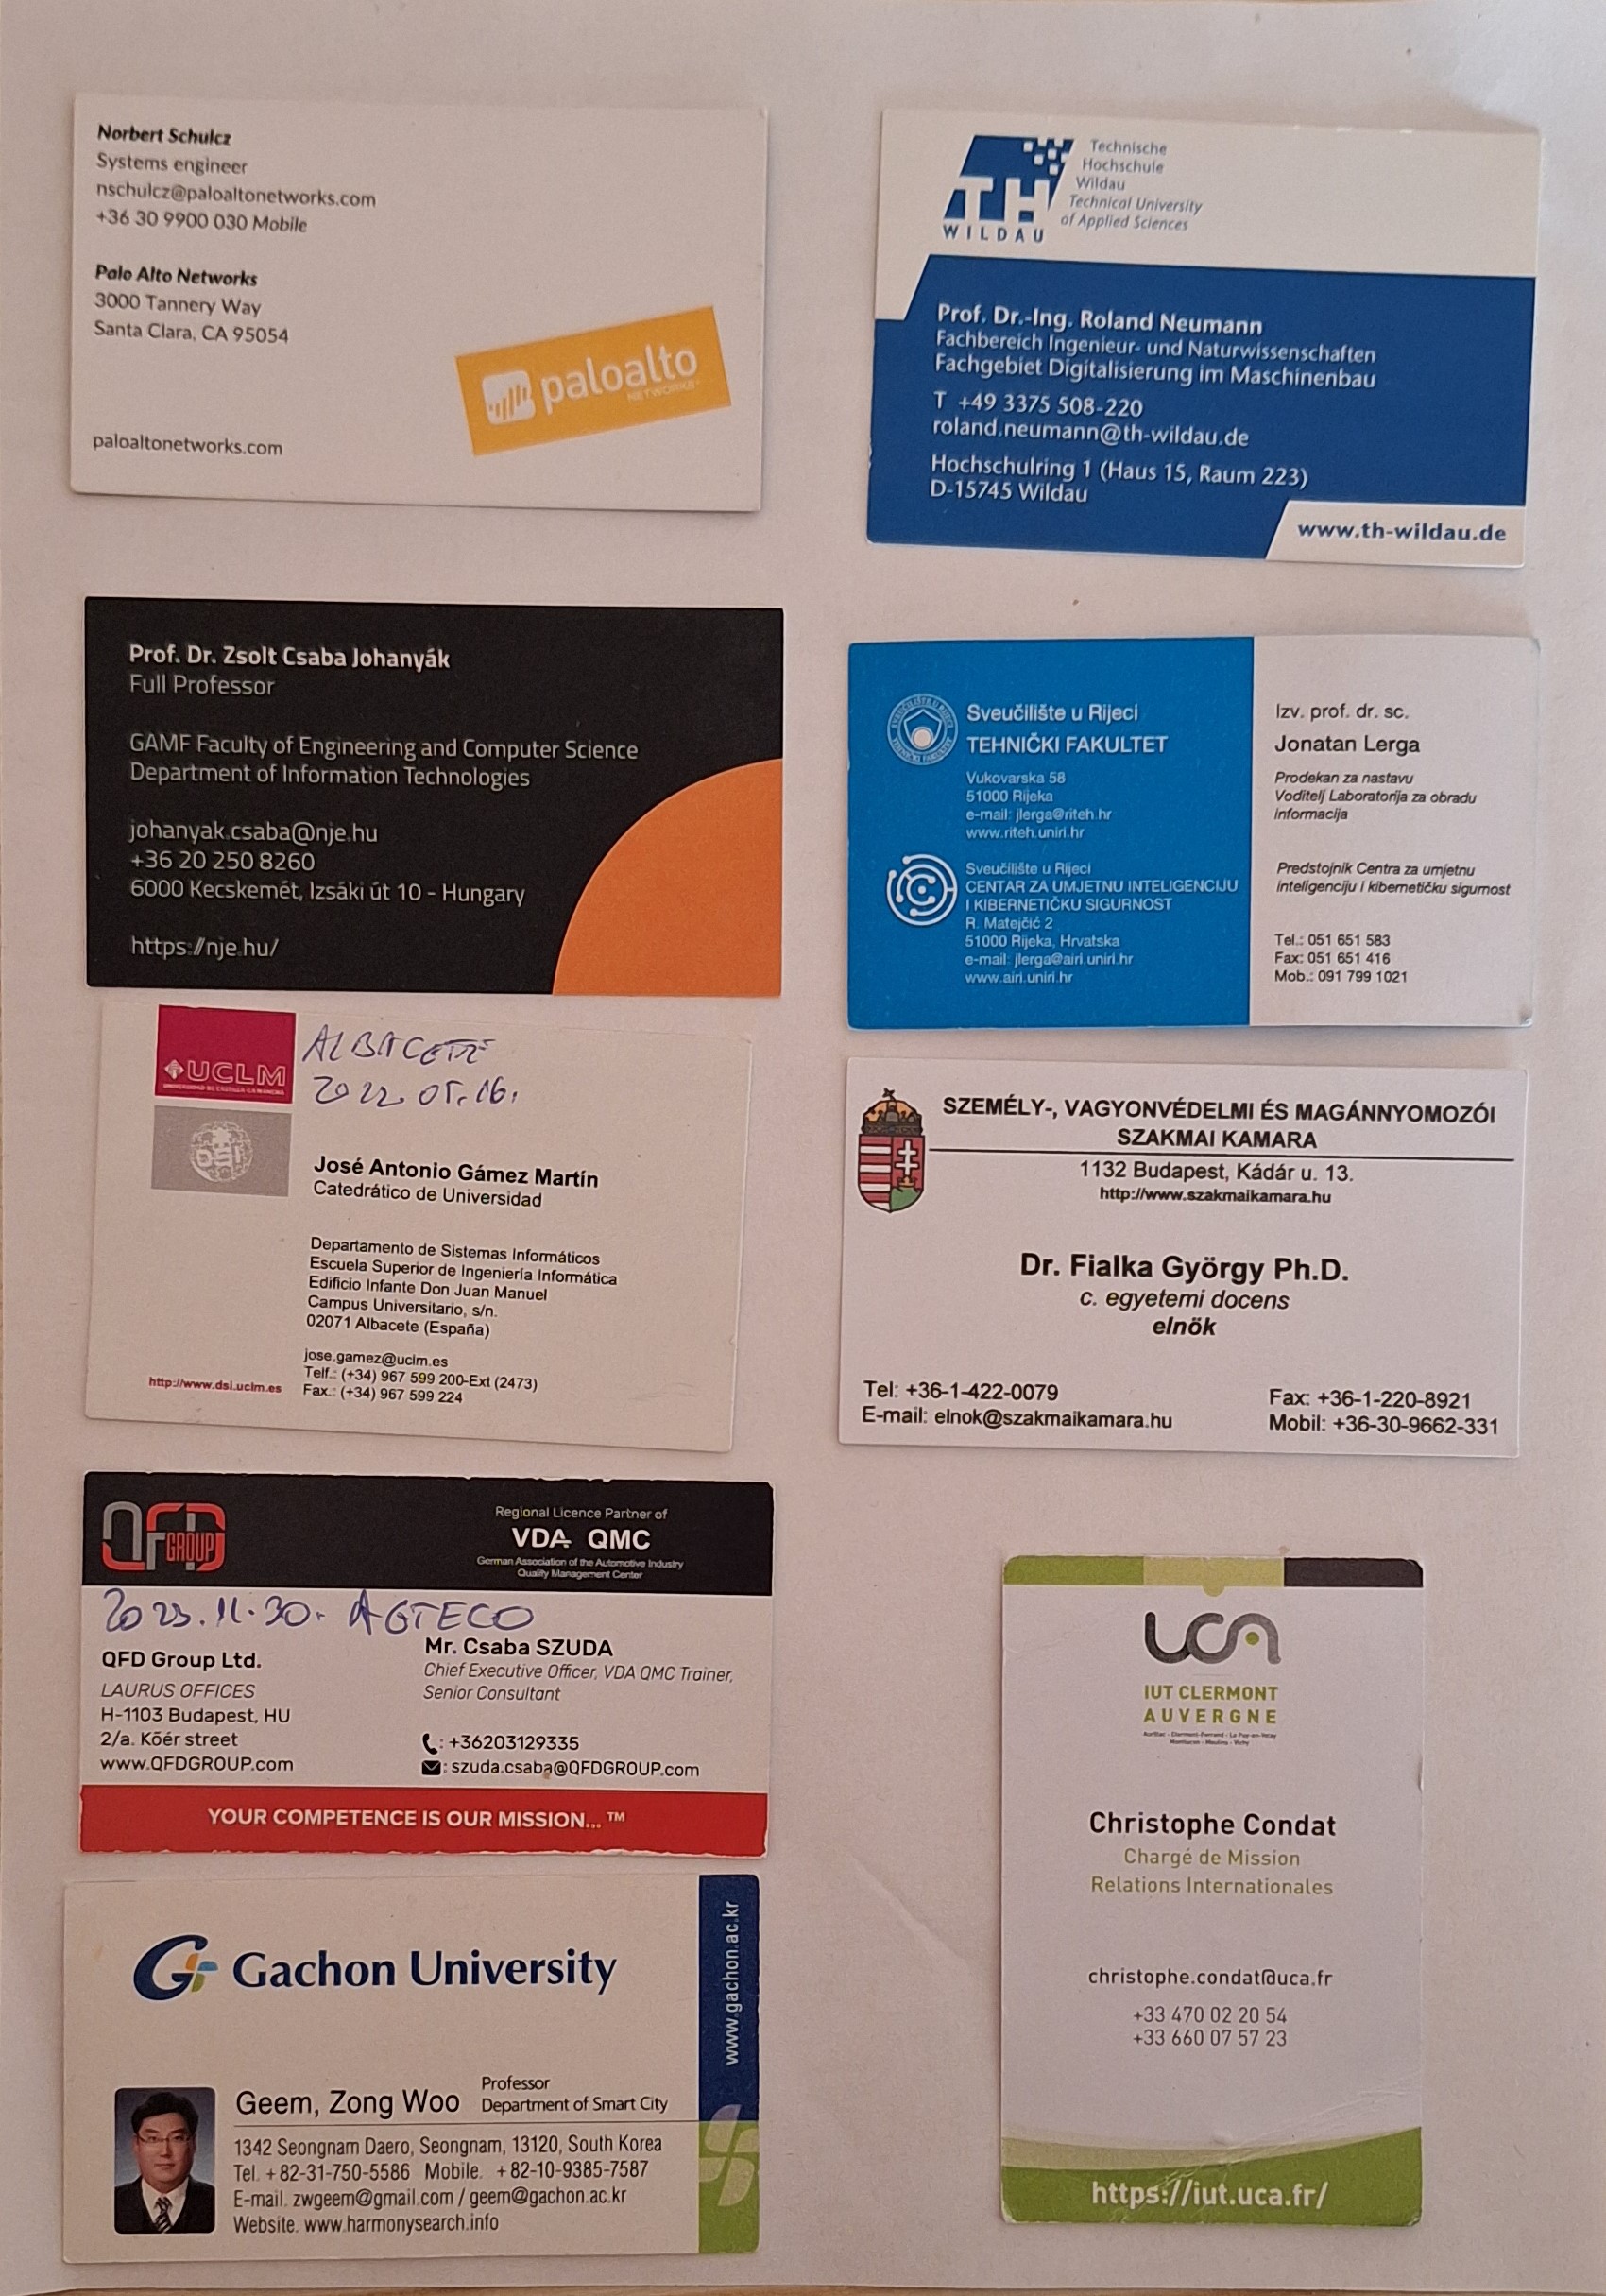 Norbert Schulcz
Systems engineer
nschulcz@paloaltonetworks.com
+36 30 9900 030 Mobile
Palo Alto Networks
3000 Tannery Way
Santa Clara, CA 95054
paloalto
NETWORKS
paloaltonetworks.com
TH
WILDAU
Technische
Hochschule
Wildau
Technical University
of Applied Sciences
Prof. Dr.-Ing. Roland Neumann
Fachbereich Ingenieur- und Naturwissenschaften
Fachgebiet Digitalisierung im Maschinenbau
T +49 3375 508-220
roland.neumann@th-wildau.de
Hochschulring 1 (Haus 15, Raum 223)
D-15745 Wildau
www.th-wildau.de
Prof. Dr. Zsolt Csaba Johanyák
Full Professor
GAMF Faculty of Engineering and Computer Science
Department of Information Technologies
johanyak.csaba@nje.hu
+36 20 250 8260
6000 Kecskemét, Izsáki út 10 - Hungary
https://nje.hu/
Sveučilište u Rijeci
TEHNIČKI FAKULTET
Vukovarska 58
51000 Rijeka
e-mail: jlerga@riteh.hr
www.riteh.uniri.hr
Sveučilište u Rijeci
CENTAR ZA UMJETNU INTELIGENCIJU
I KIBERNETIČKU SIGURNOST
R. Matejčić 2
51000 Rijeka, Hrvatska
e-mail: jlerga@airi.uniri.hr
www.airi.uniri.hr
Izv. prof. dr. sc.
Jonatan Lerga
Prodekan za nastavu
Voditelj Laboratorija za obradu
informacija
Predstojnik Centra za umjetnu
inteligenciju i kibernetičku sigurnost
Tel.: 051 651 583
Fax: 051 651 416
Mob.: 091 799 1021
UCLM
UNIVERSIDAD DE CASTILLA-LA MANCHA
DSI
ALBACETE
2022.05.16.
José Antonio Gámez Martín
Catedrático de Universidad
Departamento de Sistemas Informáticos
Escuela Superior de Ingeniería Informática
Edificio Infante Don Juan Manuel
Campus Universitario, s/n.
02071 Albacete (España)
jose.gamez@uclm.es
Telf.: (+34) 967 599 200-Ext (2473)
Fax.: (+34) 967 599 224
http://www.dsi.uclm.es
SZEMÉLY-, VAGYONVÉDELMI ÉS MAGÁNNYOMOZÓI
SZAKMAI KAMARA
1132 Budapest, Kádár u. 13.
http://www.szakmaikamara.hu
Dr. Fialka György Ph.D.
c. egyetemi docens
elnök
Tel: +36-1-422-0079
E-mail: elnok@szakmaikamara.hu
Fax: +36-1-220-8921
Mobil: +36-30-9662-331
QFD GROUP
Regional Licence Partner of
VDA QMC
German Association of the Automotive Industry
Quality Management Center
2023.11.30. AGTECO
QFD Group Ltd.
LAURUS OFFICES
H-1103 Budapest, HU
2/a. Kőér street
www.QFDGROUP.com
Mr. Csaba SZUDA
Chief Executive Officer, VDA QMC Trainer,
Senior Consultant
: +36203129335
: szuda.csaba@QFDGROUP.com
YOUR COMPETENCE IS OUR MISSION... ™
uca
IUT CLERMONT
AUVERGNE
Aurillac - Clermont-Ferrand - Le Puy-en-Velay
Montluçon - Moulins - Vichy
Christophe Condat
Chargé de Mission
Relations Internationales
christophe.condat@uca.fr
+33 470 02 20 54
+33 660 07 57 23
https://iut.uca.fr/
Gachon University
www.gachon.ac.kr
Geem, Zong Woo
Professor
Department of Smart City
1342 Seongnam Daero, Seongnam, 13120, South Korea
Tel. +82-31-750-5586 Mobile. +82-10-9385-7587
E-mail. zwgeem@gmail.com / geem@gachon.ac.kr
Website. www.harmonysearch.info